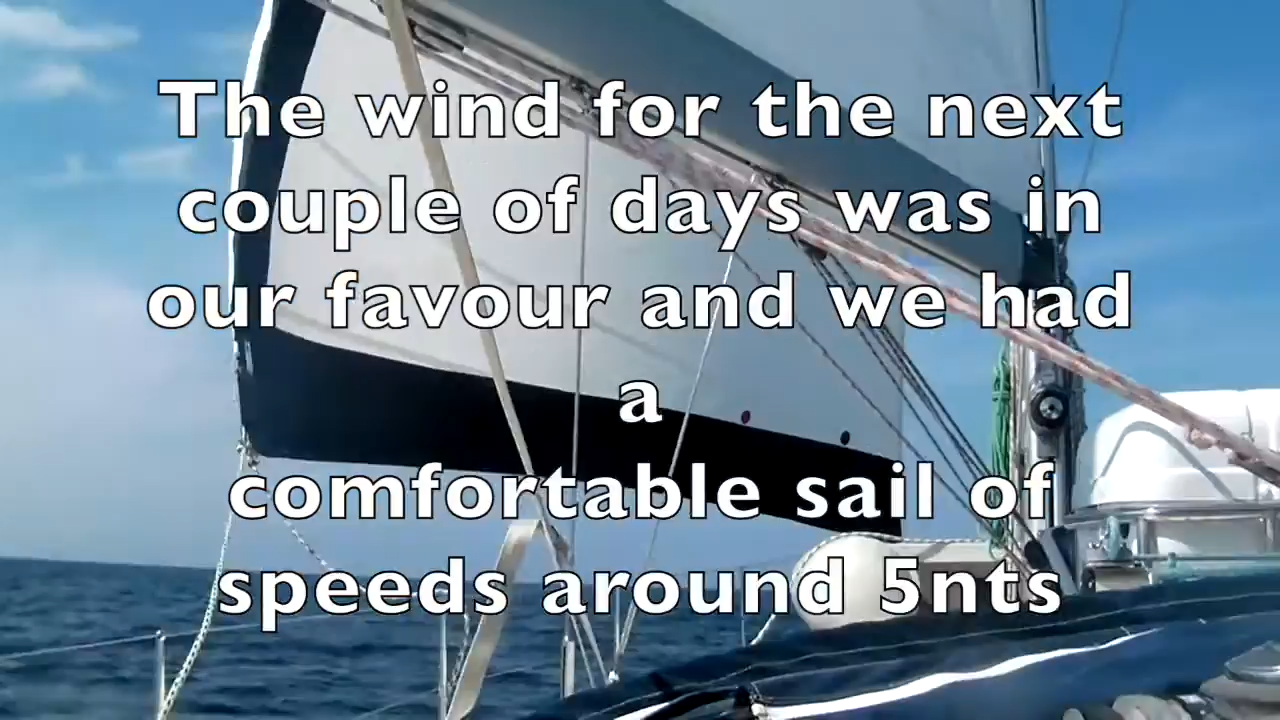 The wind for the next
couple of days was in
our favour and we had
a
comfortable sail of
speeds around 5nts